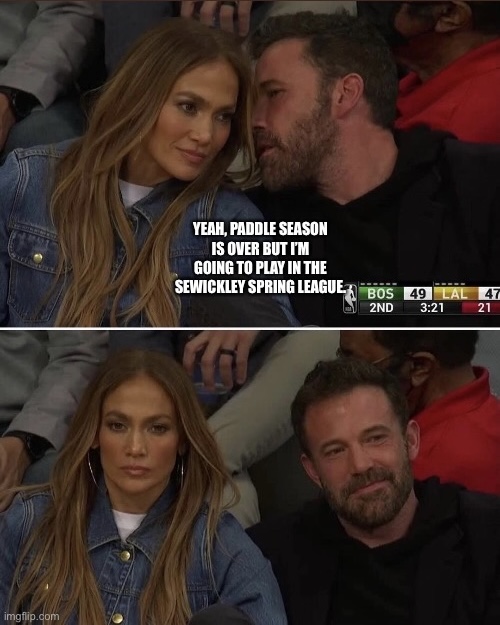 YEAH, PADDLE SEASON
IS OVER BUT I'M
GOING TO PLAY IN THE
SEWICKLEY SPRING LEAGUE...
BOS 49 LAL 47
2ND 3:21 21
imgflip.com